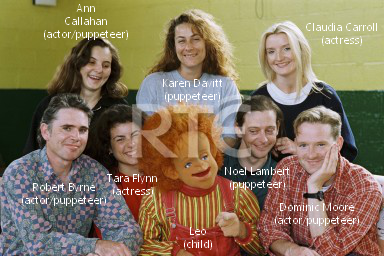 Ann
Callahan
(actor/puppeteer)
Claudia Carroll
(actress)
Karen Davitt
(puppeteer)
Robert Byrne
(actor/puppeteer)
Tara Flynn
(actress)
Leo
(child)
Noel Lambert
(puppeteer)
Dominic Moore
(actor/puppeteer)
RTÉ